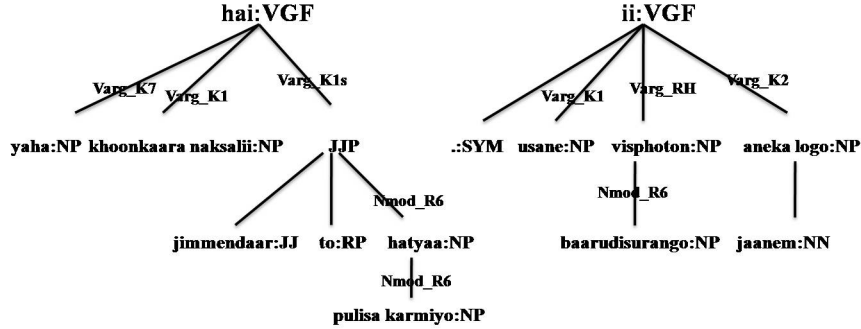 hai:VGF ii:VGF
Varg_K7 Varg_K1 Varg_K1s Varg_K1 Varg_RH Varg_K2
yaha:NP khoonkaara naksalii:NP JJP .:SYM usane:NP visphoton:NP aneka logo:NP
Nmod_R6 Nmod_R6
jimmendaar:JJ to:RP hatyaa:NP baarudisurango:NP jaanem:NN
Nmod_R6
pulisa karmiyo:NP